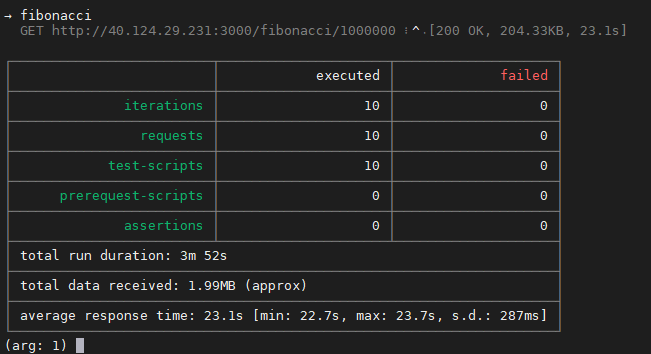 → fibonacci
GET http://40.124.29.231:3000/fibonacci/1000000 ⠸^ [200 OK, 204.33KB, 23.1s]
executed failed
iterations 10 0
requests 10 0
test-scripts 10 0
prerequest-scripts 0 0
assertions 0 0
total run duration: 3m 52s
total data received: 1.99MB (approx)
average response time: 23.1s [min: 22.7s, max: 23.7s, s.d.: 287ms]
(arg: 1)